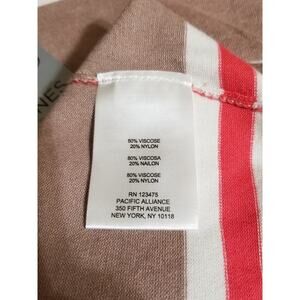 NES
80% VISCOSE
20% NYLON
80% VISCOSA
20% NAILON
80% VISCOSE
20% NYLON
RN 123475
PACIFIC ALLIANCE
350 FIFTH AVENUE
NEW YORK, NY 10118